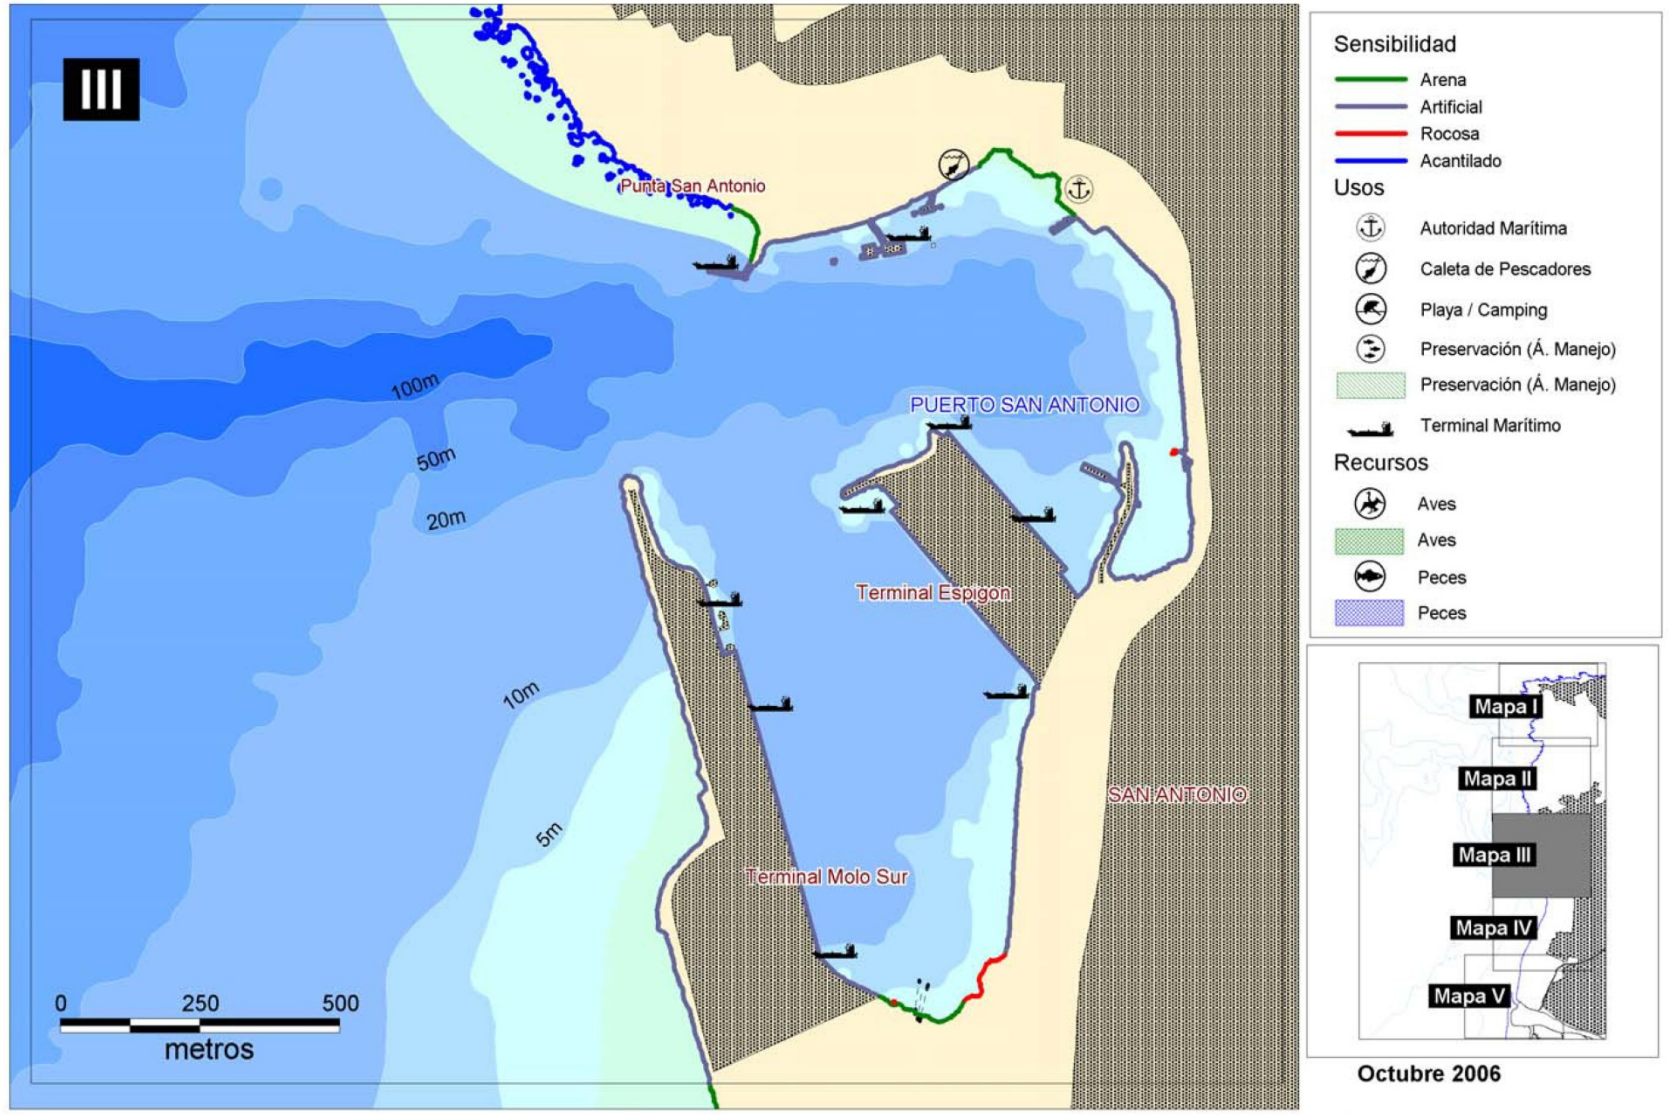 III
Punta San Antonio
100m
PUERTO SAN ANTONIO
50m
20m
Terminal Espigon
10m
SAN ANTONIO
5m
Terminal Molo Sur
0 250 500
metros
Sensibilidad
Arena
Artificial
Rocosa
Acantilado
Usos
Autoridad Marítima
Caleta de Pescadores
Playa / Camping
Preservación (Á. Manejo)
Preservación (Á. Manejo)
Terminal Marítimo
Recursos
Aves
Aves
Peces
Peces
Mapa I
Mapa II
Mapa III
Mapa IV
Mapa V
Octubre 2006